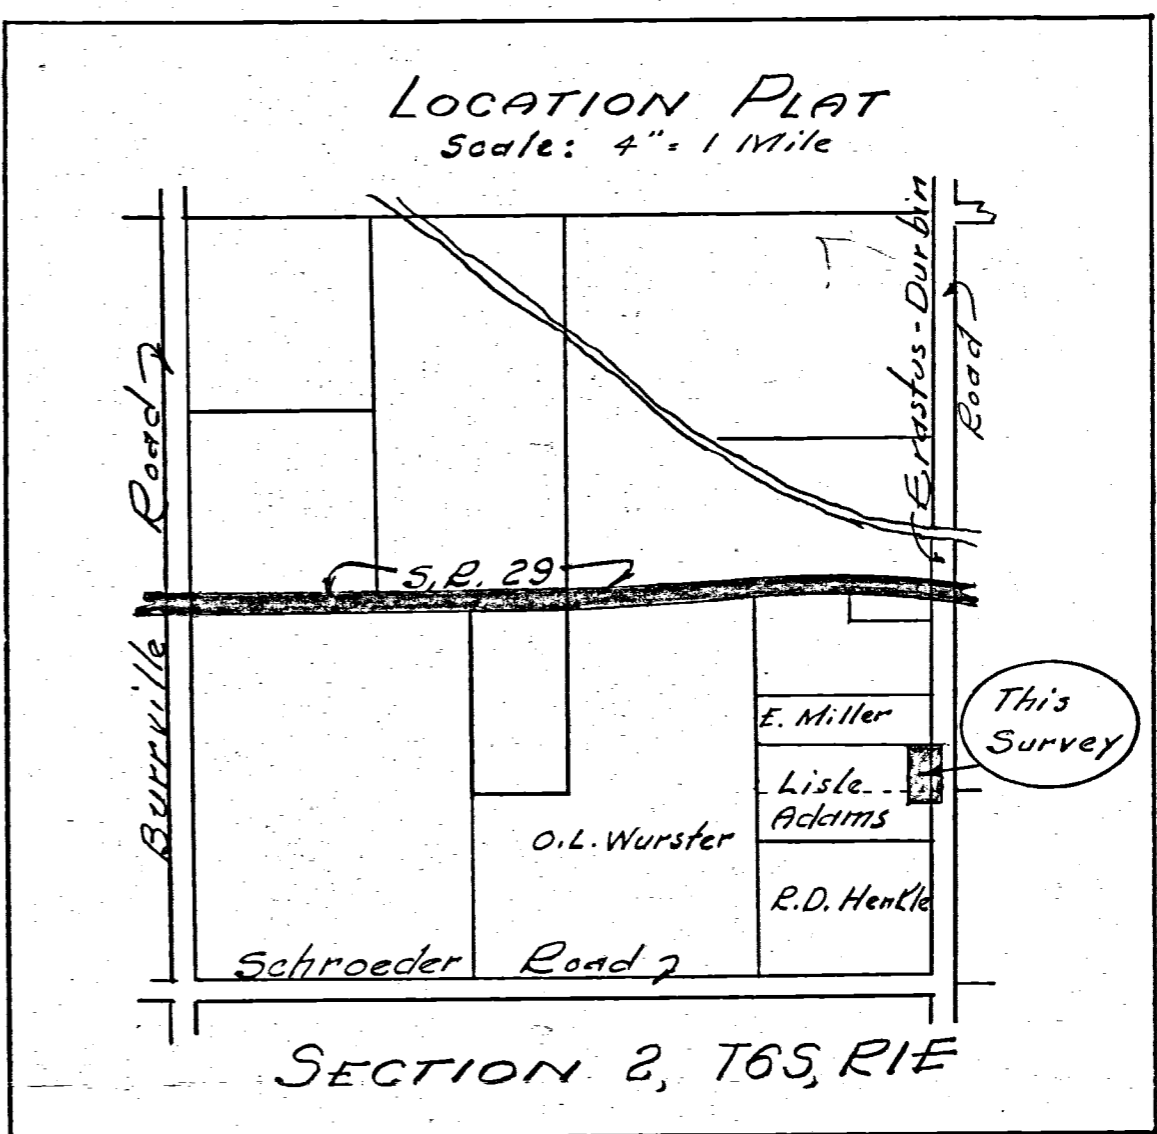 LOCATION PLAT
Scale: 4" = 1 Mile
Erastus-Durbin
Road
Road
Burrville
S.R. 29
E. Miller
This
Survey
Lisle
Adams
O.L. Wurster
R.D. Henkle
Schroeder Road
SECTION 2, T6S, R1E